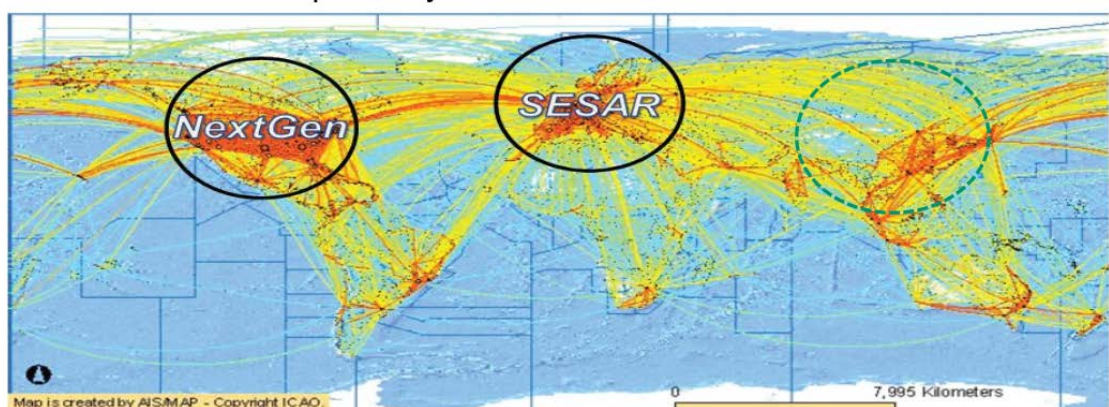 NextGen
SESAR
0 7,995 Kilometers
Map is created by AIS/MAP - Copyright ICAO.